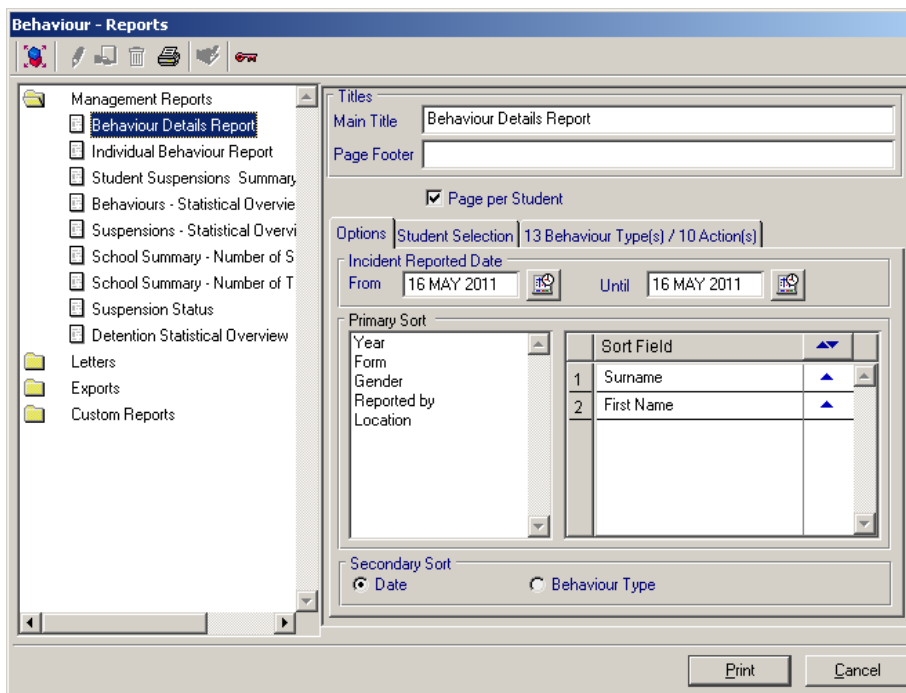 Behaviour - Reports
Management Reports
Behaviour Details Report
Individual Behaviour Report
Student Suspensions Summary
Behaviours - Statistical Overvie
Suspensions - Statistical Overvi
School Summary - Number of S
School Summary - Number of T
Suspension Status
Detention Statistical Overview
Letters
Exports
Custom Reports
Titles
Main Title Behaviour Details Report
Page Footer
Page per Student
Options Student Selection 13 Behaviour Type(s) / 10 Action(s)
Incident Reported Date
From 16 MAY 2011 Until 16 MAY 2011
Primary Sort
Year
Form
Gender
Reported by
Location
Sort Field
1 Surname
2 First Name
Secondary Sort
Date Behaviour Type
Print Cancel